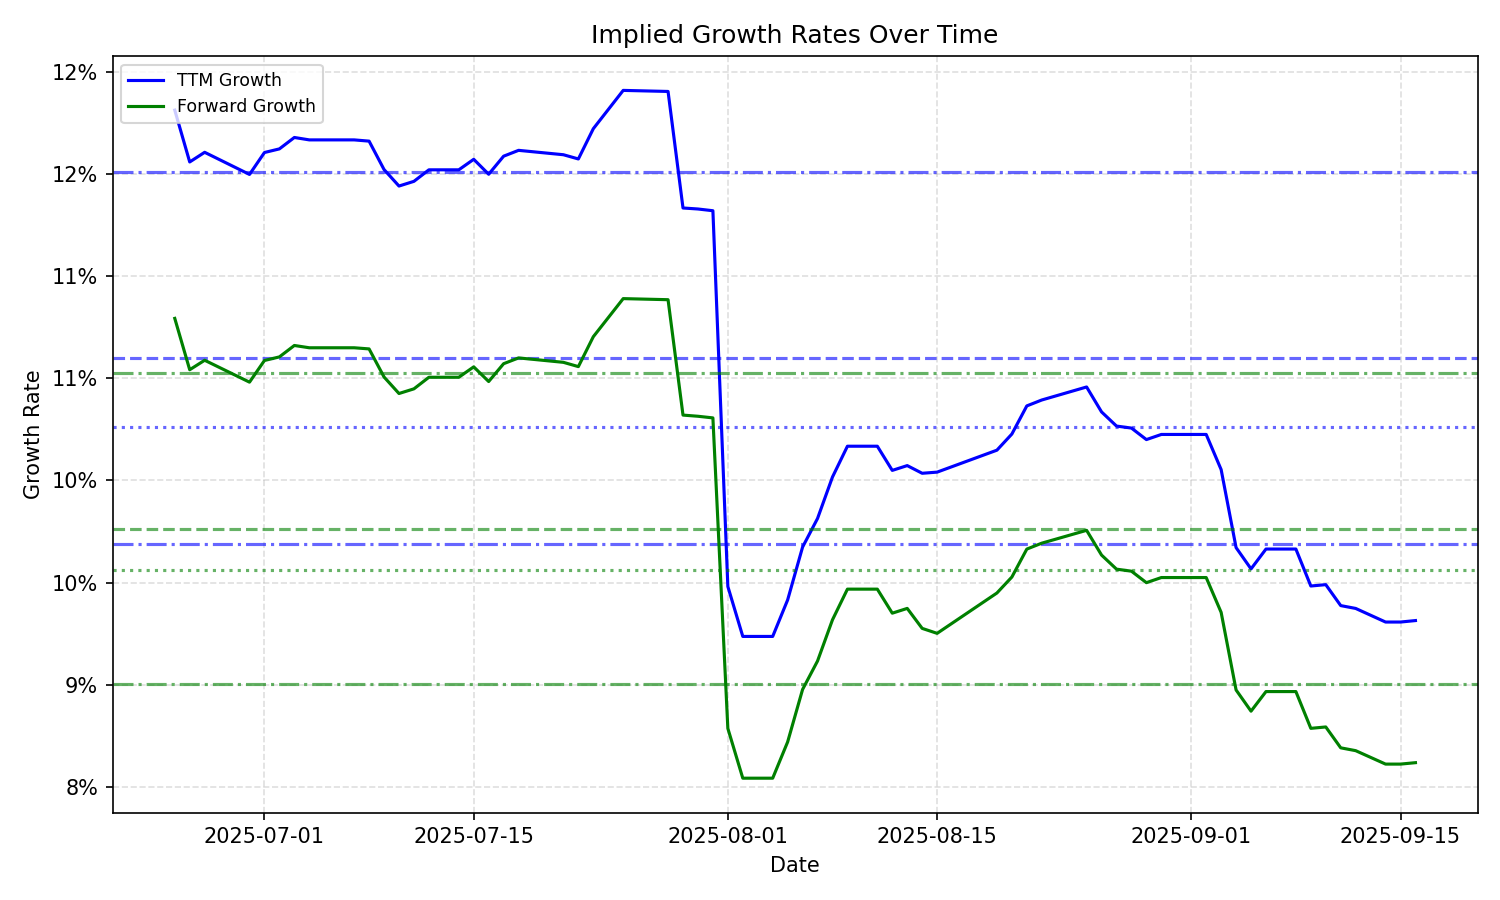 Implied Growth Rates Over Time
TTM Growth
Forward Growth
12%
12%
11%
11%
10%
10%
9%
8%
Growth Rate
2025-07-01
2025-07-15
2025-08-01
2025-08-15
2025-09-01
2025-09-15
Date